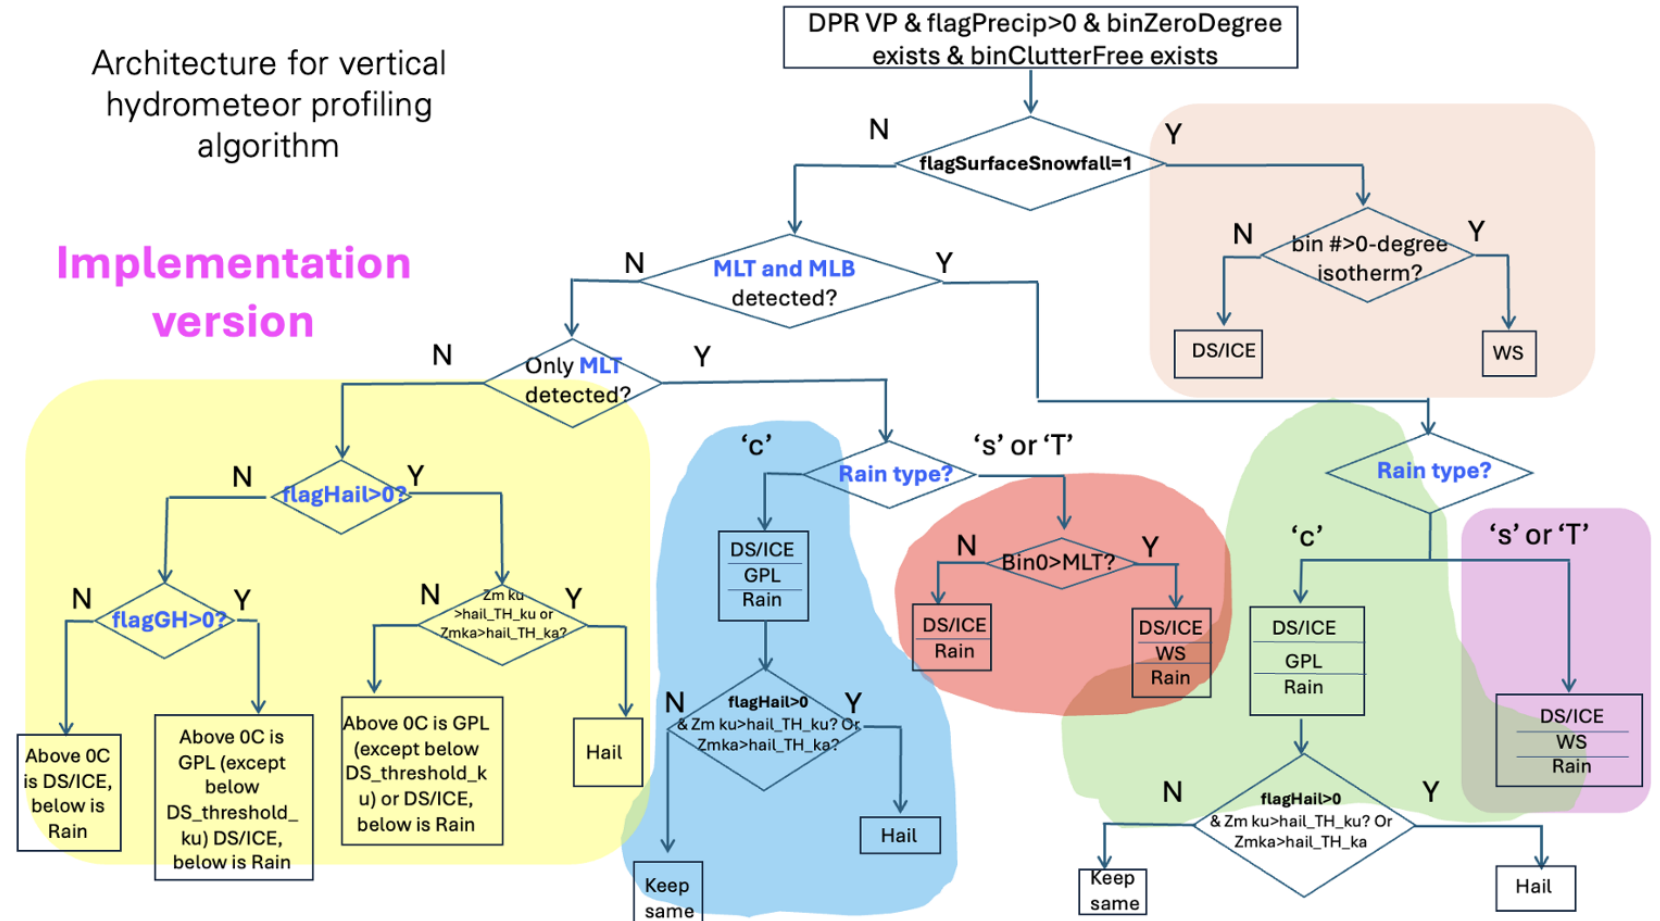 DPR VP & flagPrecip>0 & binZeroDegree
exists & binClutterFree exists
Architecture for vertical
hydrometeor profiling
algorithm
N
Y
flagSurfaceSnowfall=1
Implementation
version
N
Y
bin #>0-degree
isotherm?
N
Y
MLT and MLB
detected?
DS/ICE
WS
N
Y
Only MLT
detected?
'c'
's' or 'T'
Rain type?
Rain type?
N
Y
flagHail>0?
'c'
's' or 'T'
DS/ICE
GPL
Rain
N
Y
Bin0>MLT?
N
Y
flagGH>0?
N
Y
Zm ku
>hail_TH_ku or
Zmka>hail_TH_ka?
DS/ICE
Rain
DS/ICE
WS
Rain
DS/ICE
GPL
Rain
DS/ICE
WS
Rain
N
Y
flagHail>0
& Zm ku>hail_TH_ku? Or
Zmka>hail_TH_ka?
Above 0C
is DS/ICE,
below is
Rain
Above 0C is
GPL (except
below
DS_threshold_
ku) DS/ICE,
below is Rain
Above 0C is GPL
(except below
DS_threshold_k
u) or DS/ICE,
below is Rain
Hail
N
Y
flagHail>0
& Zm ku>hail_TH_ku? Or
Zmka>hail_TH_ka
Hail
Keep
same
Keep
same
Hail